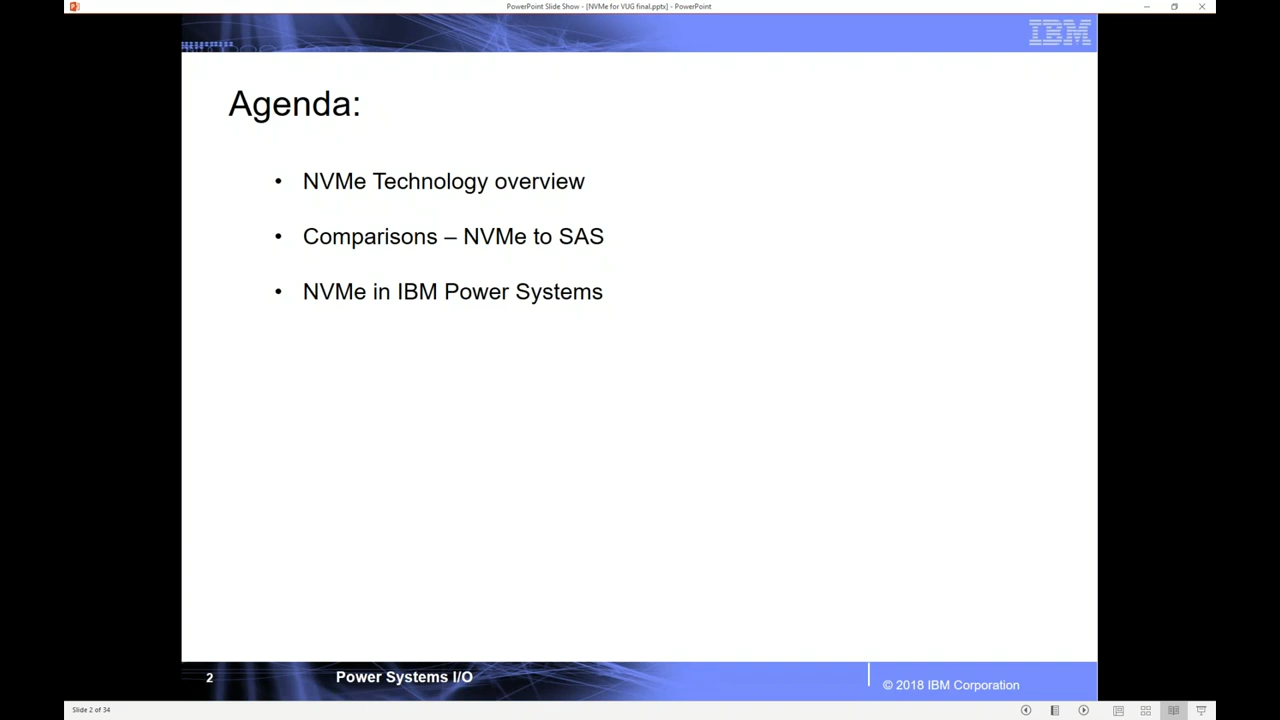 PowerPoint Slide Show - [NVMe for VUG final.pptx] - PowerPoint
IBM
Agenda:
• NVMe Technology overview
• Comparisons – NVMe to SAS
• NVMe in IBM Power Systems
2
Power Systems I/O
© 2018 IBM Corporation
Slide 2 of 34